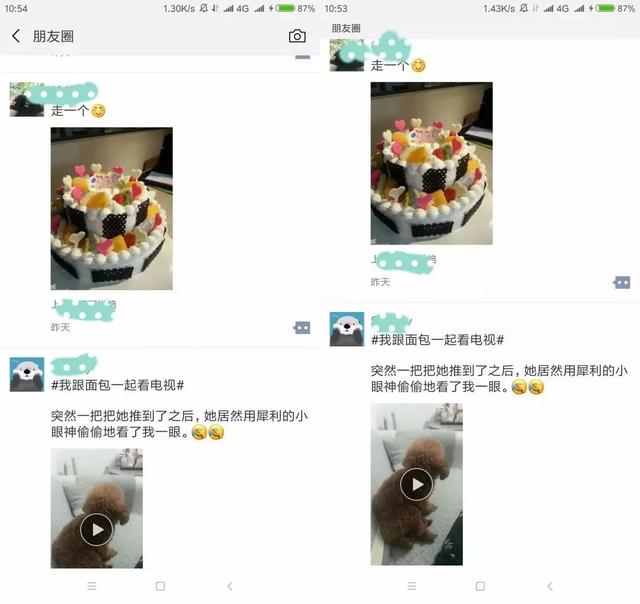 10:54
1.30K/s
4G
87%
朋友圈
走一个
昨天
#我跟面包一起看电视#
突然一把把她推到了之后,她居然用犀利的小
眼神偷偷地看了我一眼。
10:53
1.43K/s
4G
87%
朋友圈
走一个
昨天
#我跟面包一起看电视#
突然一把把她推到了之后,她居然用犀利的小
眼神偷偷地看了我一眼。